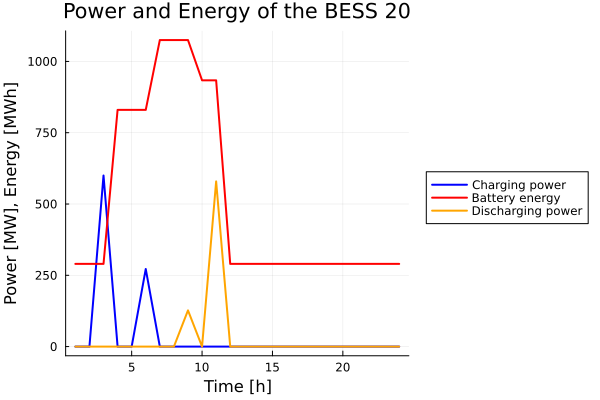 Power and Energy of the BESS 20
Power [MW], Energy [MWh]
1000
750
500
250
0
5
10
15
20
Time [h]
Charging power
Battery energy
Discharging power